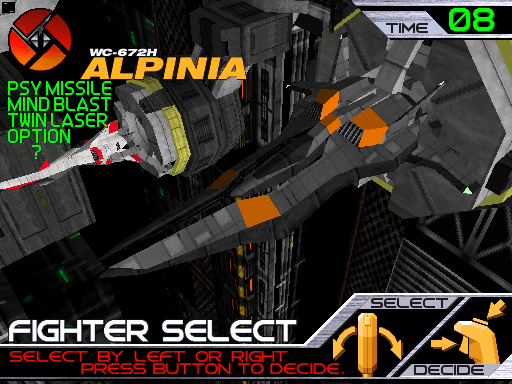 TIME 08
WC-672H
ALPINIA
PSY MISSILE
MIND BLAST
TWIN LASER
OPTION
?
FIGHTER SELECT
SELECT BY LEFT OR RIGHT
PRESS BUTTON TO DECIDE.
SELECT
DECIDE